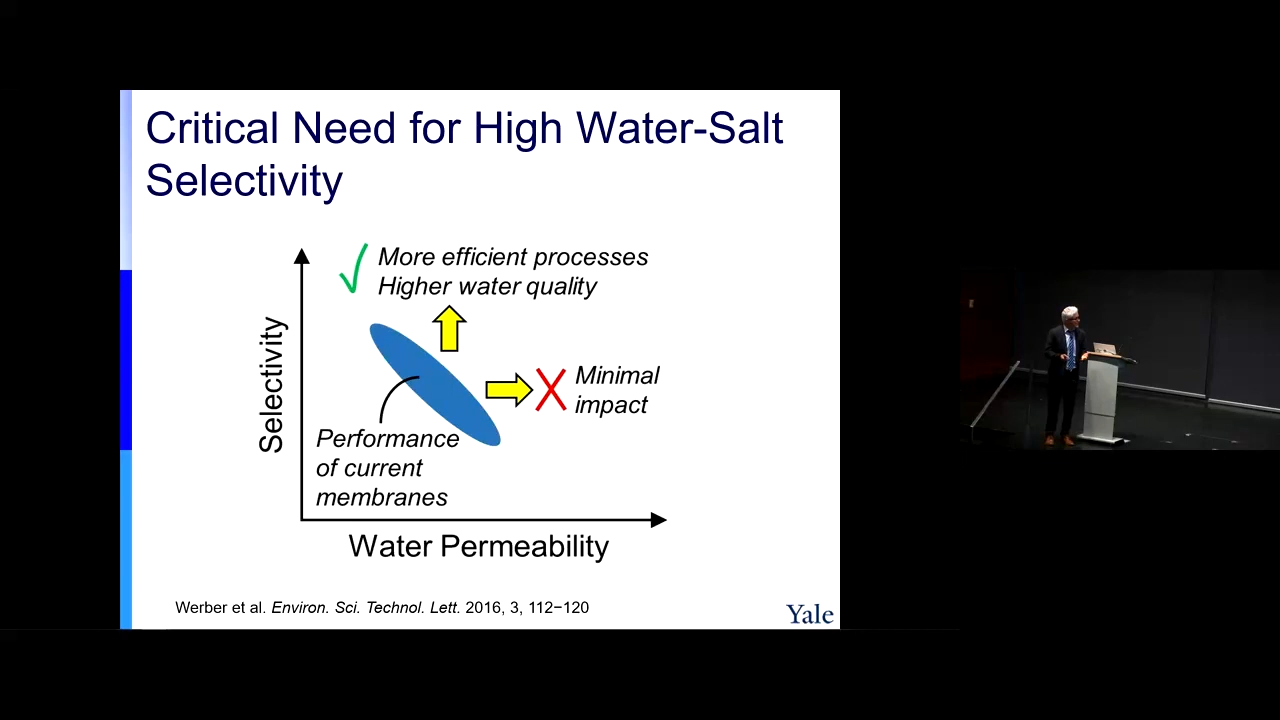 Critical Need for High Water-Salt
Selectivity
More efficient processes
Higher water quality
Selectivity
Minimal
impact
Performance
of current
membranes
Water Permeability
Werber et al. Environ. Sci. Technol. Lett. 2016, 3, 112−120
Yale